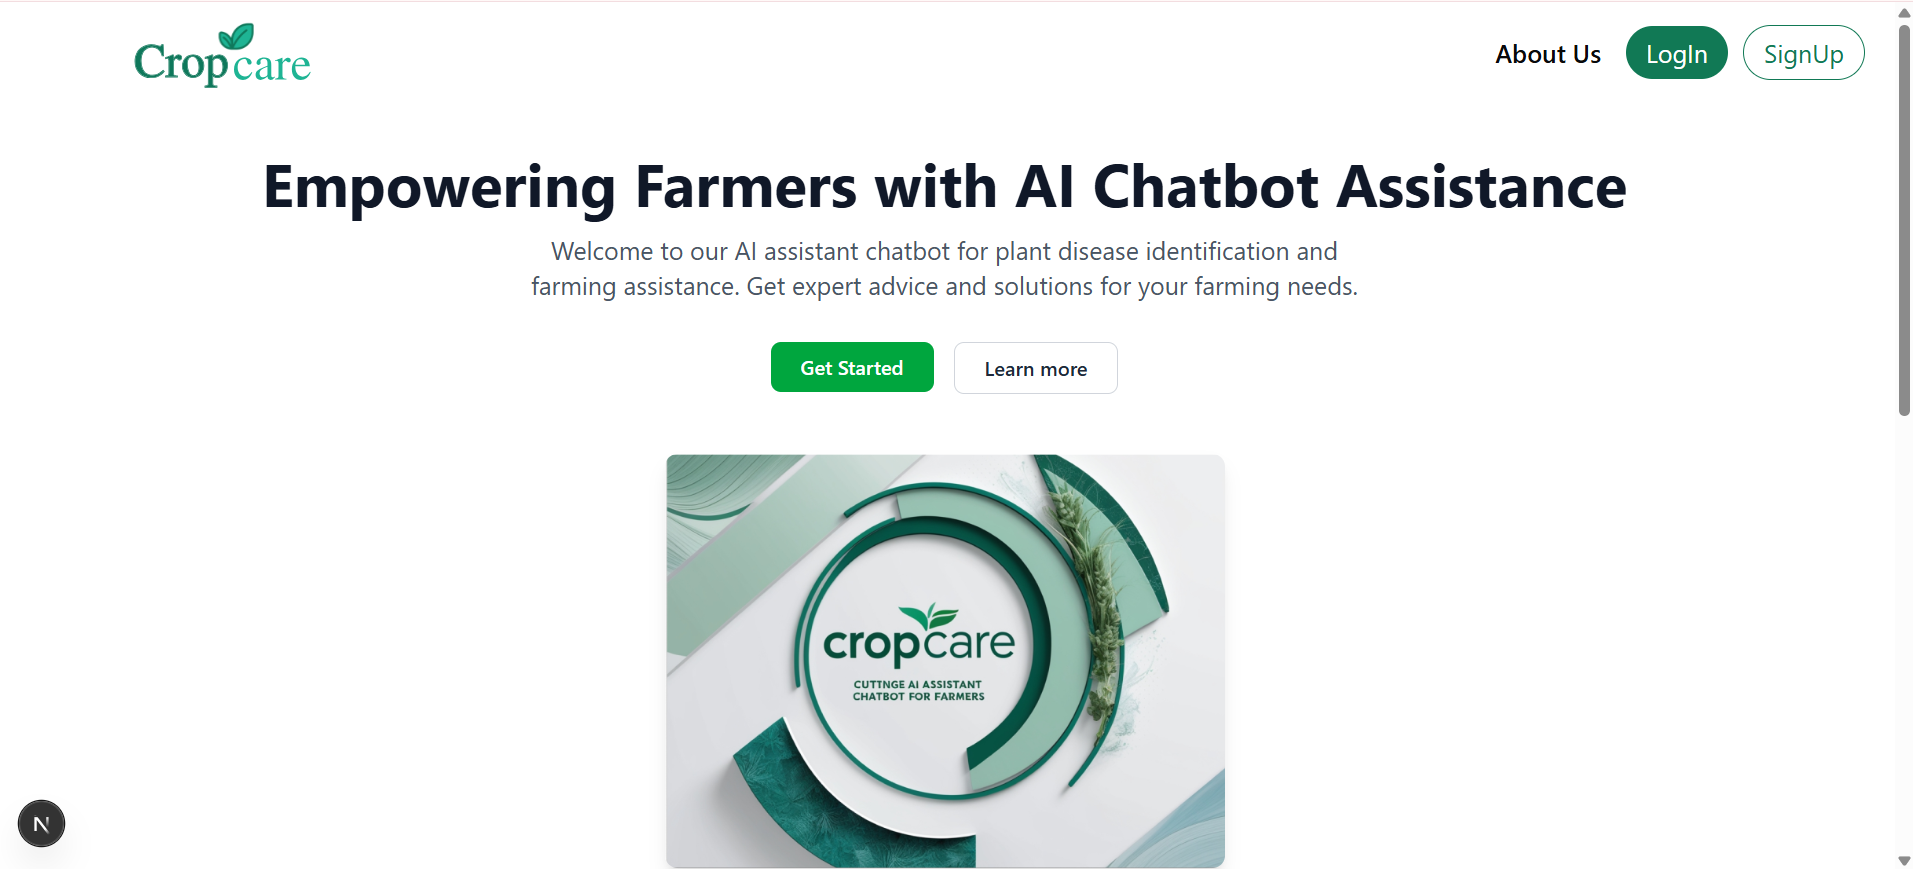 Cropcare
About Us
LogIn
SignUp
Empowering Farmers with AI Chatbot Assistance
Welcome to our AI assistant chatbot for plant disease identification and
farming assistance. Get expert advice and solutions for your farming needs.
Get Started
Learn more
cropcare
CUTTNGE AI ASSISTANT
CHATBOT FOR FARMERS
N